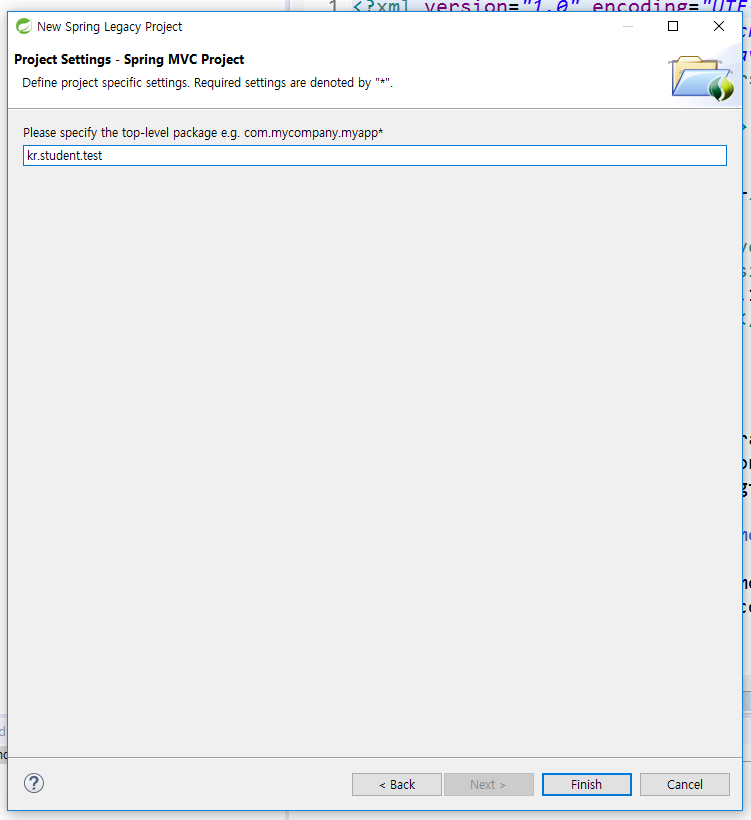 1 <?xml version="1.0" encoding="UTF
New Spring Legacy Project
Project Settings - Spring MVC Project
Define project specific settings. Required settings are denoted by "*".
Please specify the top-level package e.g. com.mycompany.myapp*
kr.student.test
?
< Back
Next >
Finish
Cancel